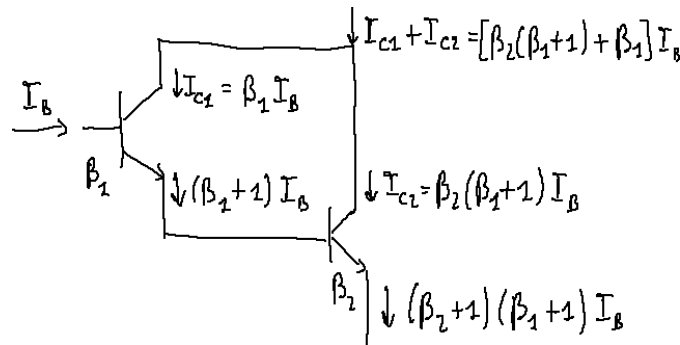 I_C1 + I_C2 = [β_2(β_1+1)+β_1] I_B
I_B
I_C1 = β_1 I_B
β_1
(β_1+1) I_B
I_C2 = β_2(β_1+1) I_B
β_2
(β_2+1)(β_1+1) I_B